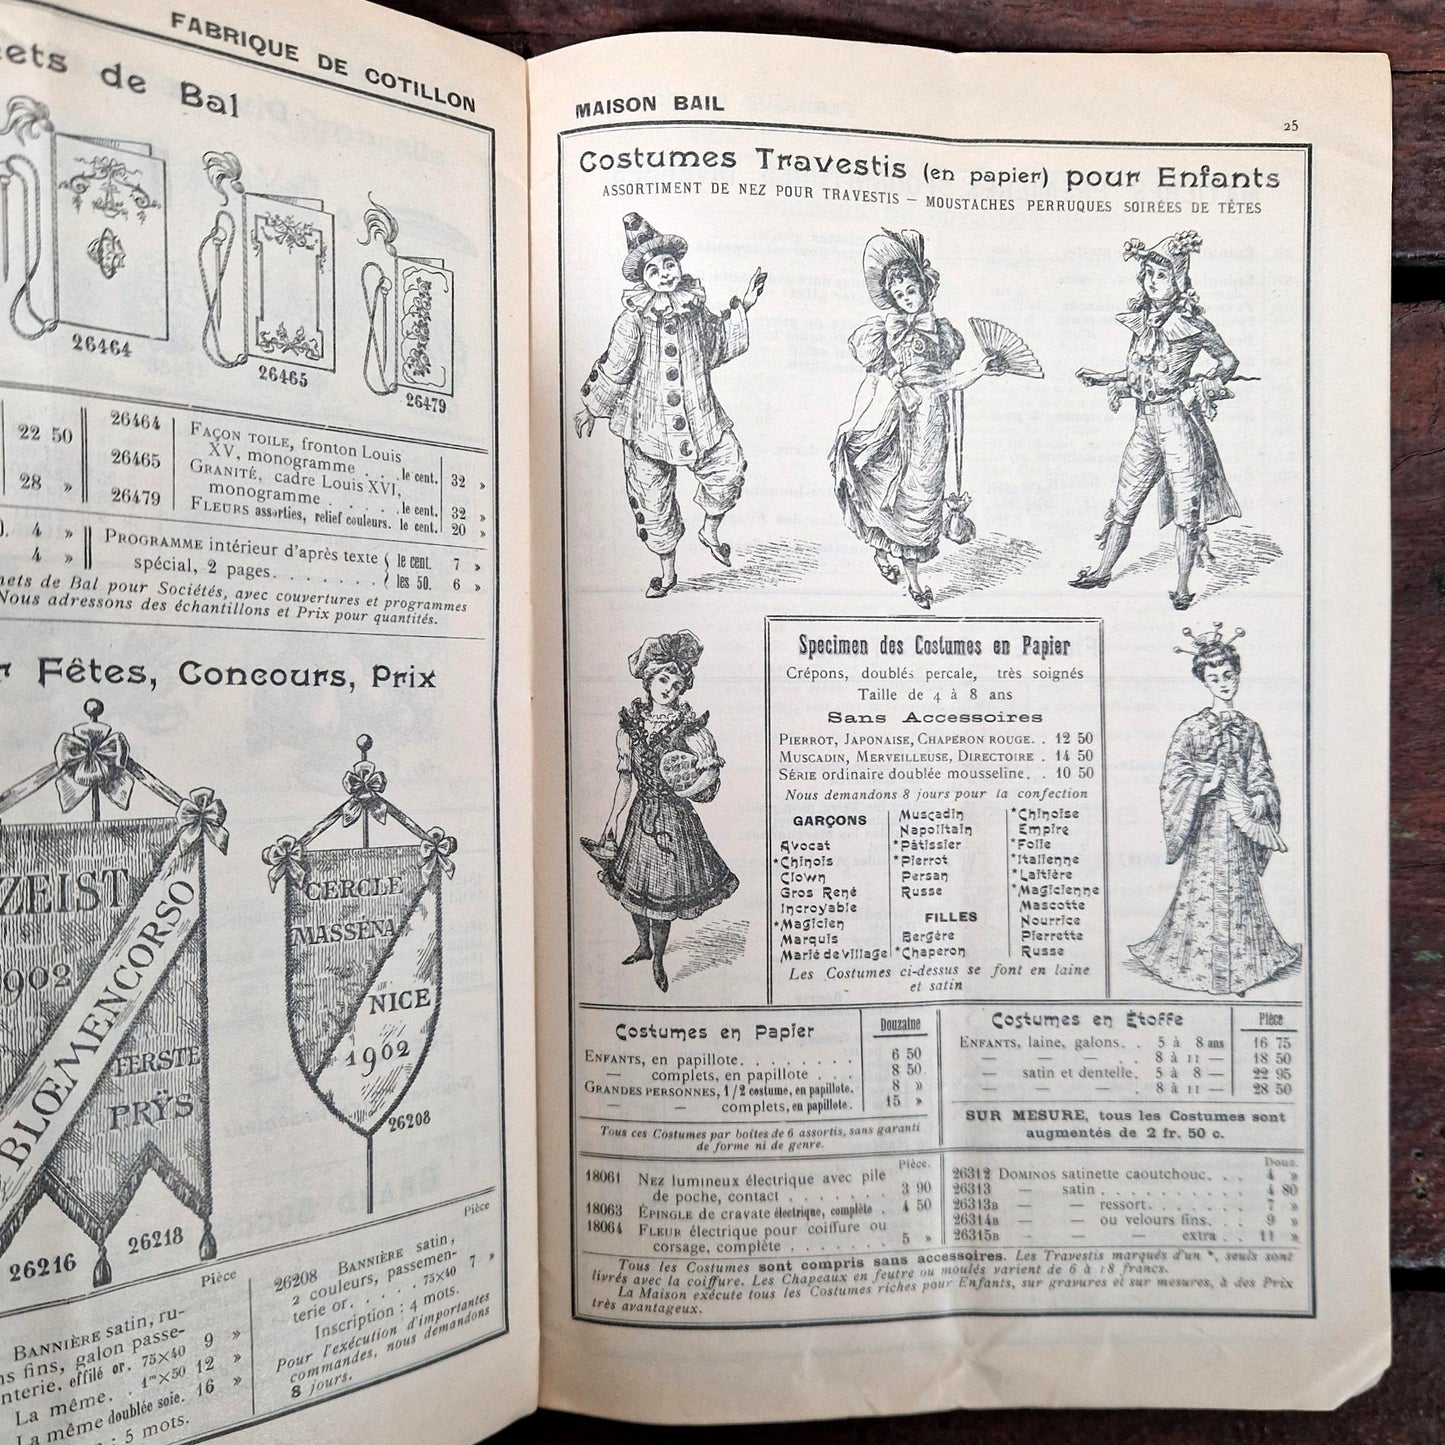 FABRIQUE DE COTILLON
de Bal
26464
26465
26479
22 50
28 »
26464
26465
26479
FAÇON TOILE, fronton Louis
XV, monogramme . . . le cent. 32 »
GRANITÉ, cadre Louis XVI,
monogramme . . . . . le cent. 32 »
FLEURS assorties, relief couleurs. le cent. 20 »
4 »
4 »
PROGRAMME intérieur d'après texte
spécial, 2 pages. . . . . . . .
le cent. 7 »
les 50. 6 »
de Bal pour Sociétés, avec couvertures et programmes
Nous adressons des échantillons et Prix pour quantités.
Fêtes, Concours, Prix
ZEIST
1902
BLŒMENCORSO
EERSTE
PRŸS
26216
26218
CERCLE
MASSÉNA
NICE
1902
26208
Pièce
BANNIÈRE satin, ru-
fins, galon passe-
effilé or. 75×40 9 »
La même. . 1m×50 12 »
La même doublée soie. 16 »
: 5 mots.
Pièce
26208 BANNIÈRE satin,
2 couleurs, passemen-
terie or. . . . . 75×40 7 »
Inscription : 4 mots.
Pour l'exécution d'importantes
commandes, nous demandons
8 jours.
MAISON BAIL
25
Costumes Travestis (en papier) pour Enfants
ASSORTIMENT DE NEZ POUR TRAVESTIS — MOUSTACHES PERRUQUES SOIRÉES DE TÊTES
Specimen des Costumes en Papier
Crépons, doublés percale, très soignés
Taille de 4 à 8 ans
Sans Accessoires
PIERROT, JAPONAISE, CHAPERON ROUGE. . 12 50
MUSCADIN, MERVEILLEUSE, DIRECTOIRE . 14 50
SÉRIE ordinaire doublée mousseline. . 10 50
Nous demandons 8 jours pour la confection
GARÇONS
Avocat
*Chinois
Clown
Gros René
Incroyable
*Magicien
Marquis
Marié de Village
Muscadin
Napolitain
*Pâtissier
*Pierrot
Persan
Russe
FILLES
Bergère
*Chaperon
*Chinoise
Empire
*Folie
*Italienne
*Laitière
*Magicienne
Mascotte
Nourrice
Pierrette
Russe
Les Costumes ci-dessus se font en laine
et satin
Costumes en Papier
Douzaine
ENFANTS, en papillote. . . . . . . . 6 50
— complets, en papillote . . . 8 50
GRANDES PERSONNES, 1/2 costume, en papillote. 8 »
— — complets, en papillote. 15 »
Tous ces Costumes par boîtes de 6 assortis, sans garanti
de forme ni de genre.
Costumes en Étoffe
Pièce
ENFANTS, laine, galons. . 5 à 8 ans 16 75
— — — . . 8 à 11 — 18 50
— satin et dentelle. 5 à 8 — 22 95
— — — . 8 à 11 — 28 50
SUR MESURE, tous les Costumes sont
augmentés de 2 fr. 50 c.
Pièce.
18061 NEZ lumineux électrique avec pile
de poche, contact . . . . . . . 3 90
18063 ÉPINGLE de cravate électrique, complète . 4 50
18064 FLEUR électrique pour coiffure ou
corsage, complète . . . . . . . 5 »
Douz.
26312 DOMINOS satinette caoutchouc. . . 4 »
26313 — satin . . . . . . . . . . 4 80
26313B — — ressort. . . . . . . 7 »
26314B — — ou velours fins. . . 9 »
26315B — — — extra . . 11 »
Tous les Costumes sont compris sans accessoires. Les Travestis marqués d'un *, seuls sont
livrés avec la coiffure. Les Chapeaux en feutre ou moulés varient de 6 à 18 francs.
La Maison exécute tous les Costumes riches pour Enfants, sur gravures et sur mesures, à des Prix
très avantageux.